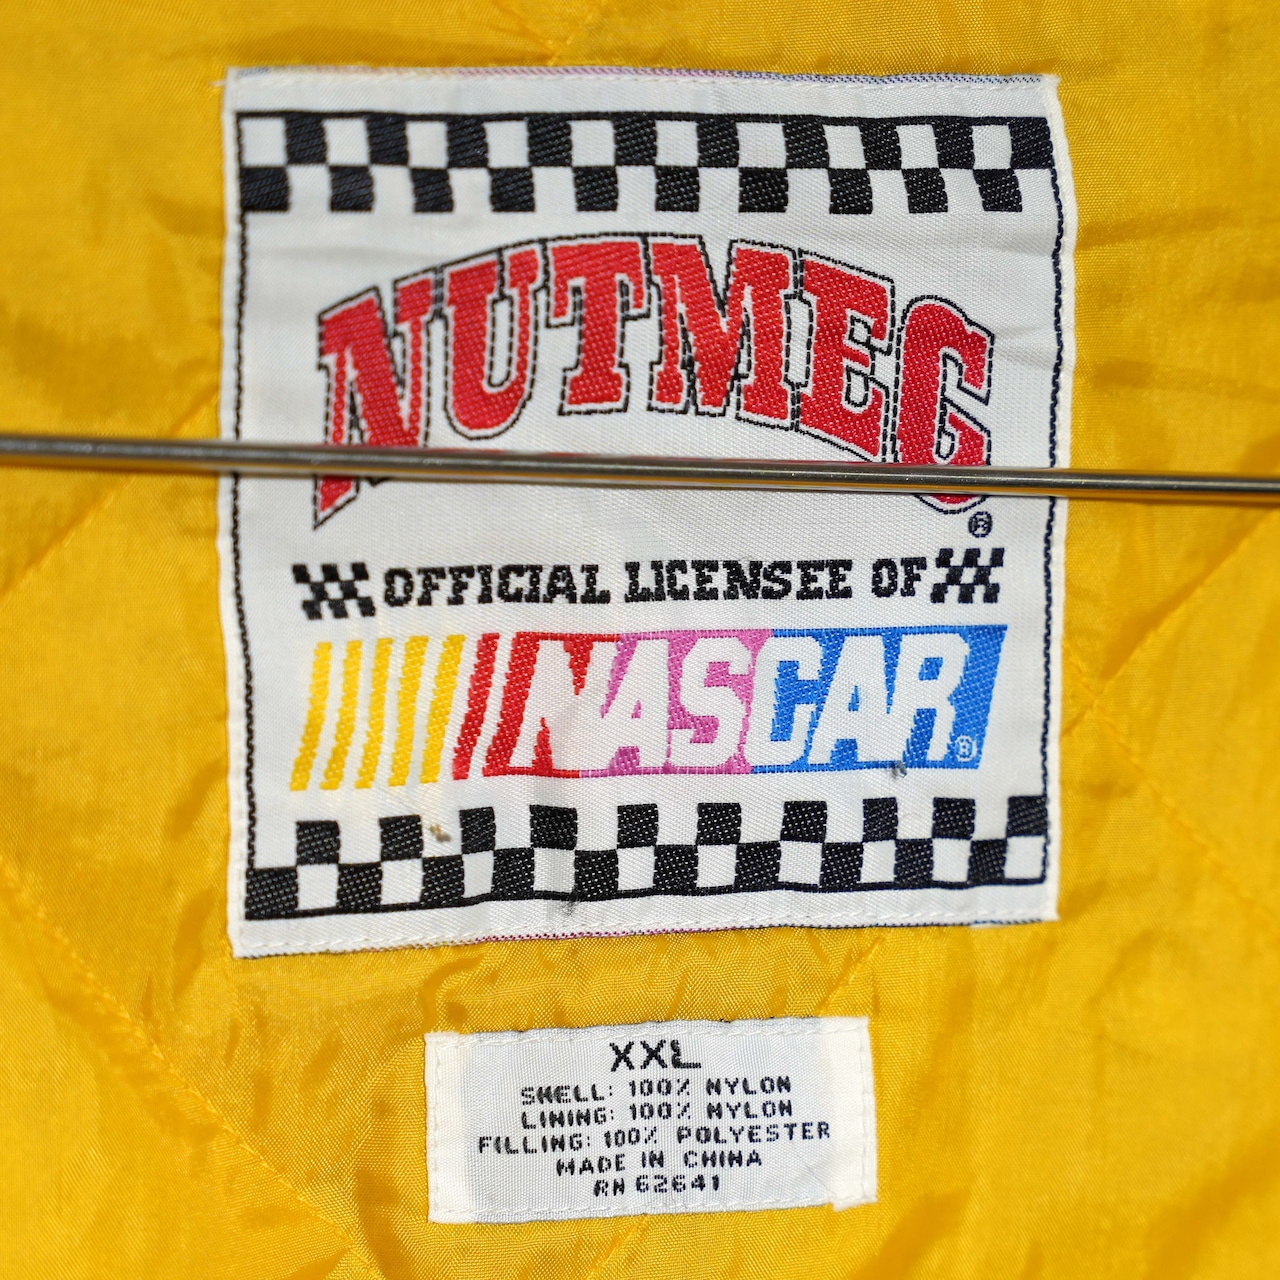 NUTMEG®
OFFICIAL LICENSEE OF
NASCAR®
XXL
SHELL: 100% NYLON
LINING: 100% NYLON
FILLING: 100% POLYESTER
MADE IN CHINA
RN 62641